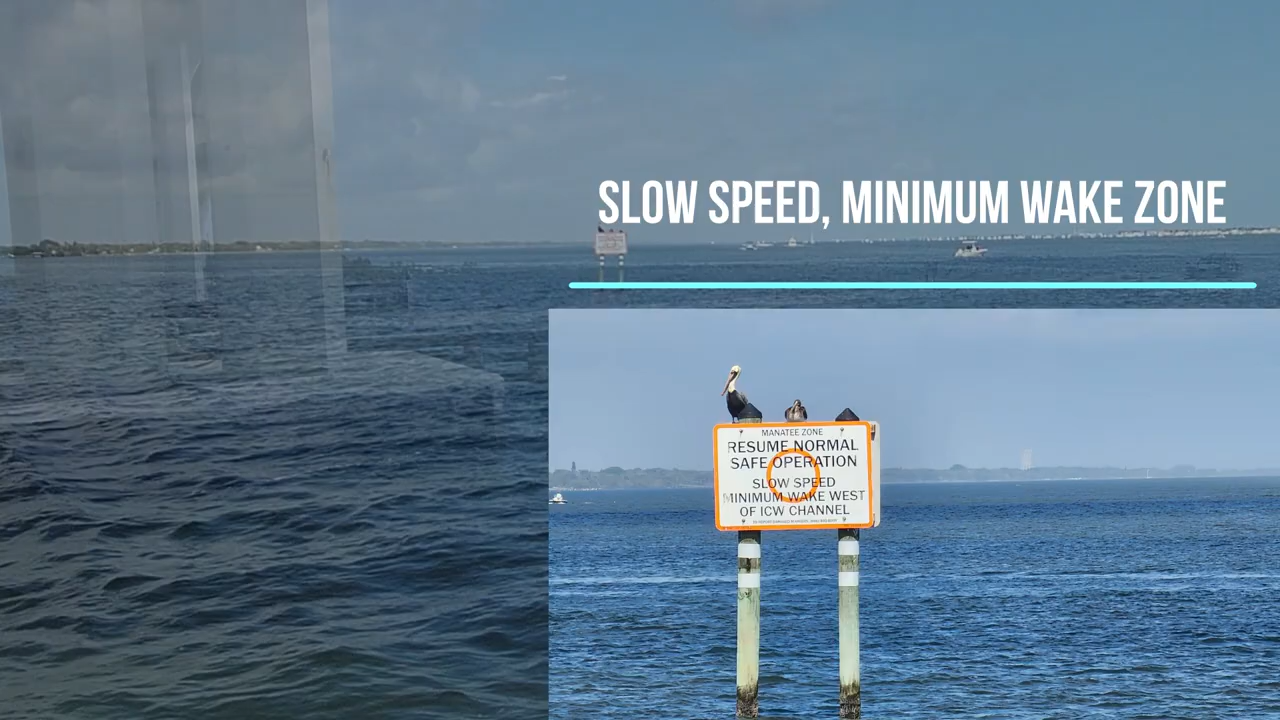 SLOW SPEED, MINIMUM WAKE ZONE
MANATEE ZONE
RESUME NORMAL
SAFE OPERATION
SLOW SPEED
MINIMUM WAKE WEST
OF ICW CHANNEL